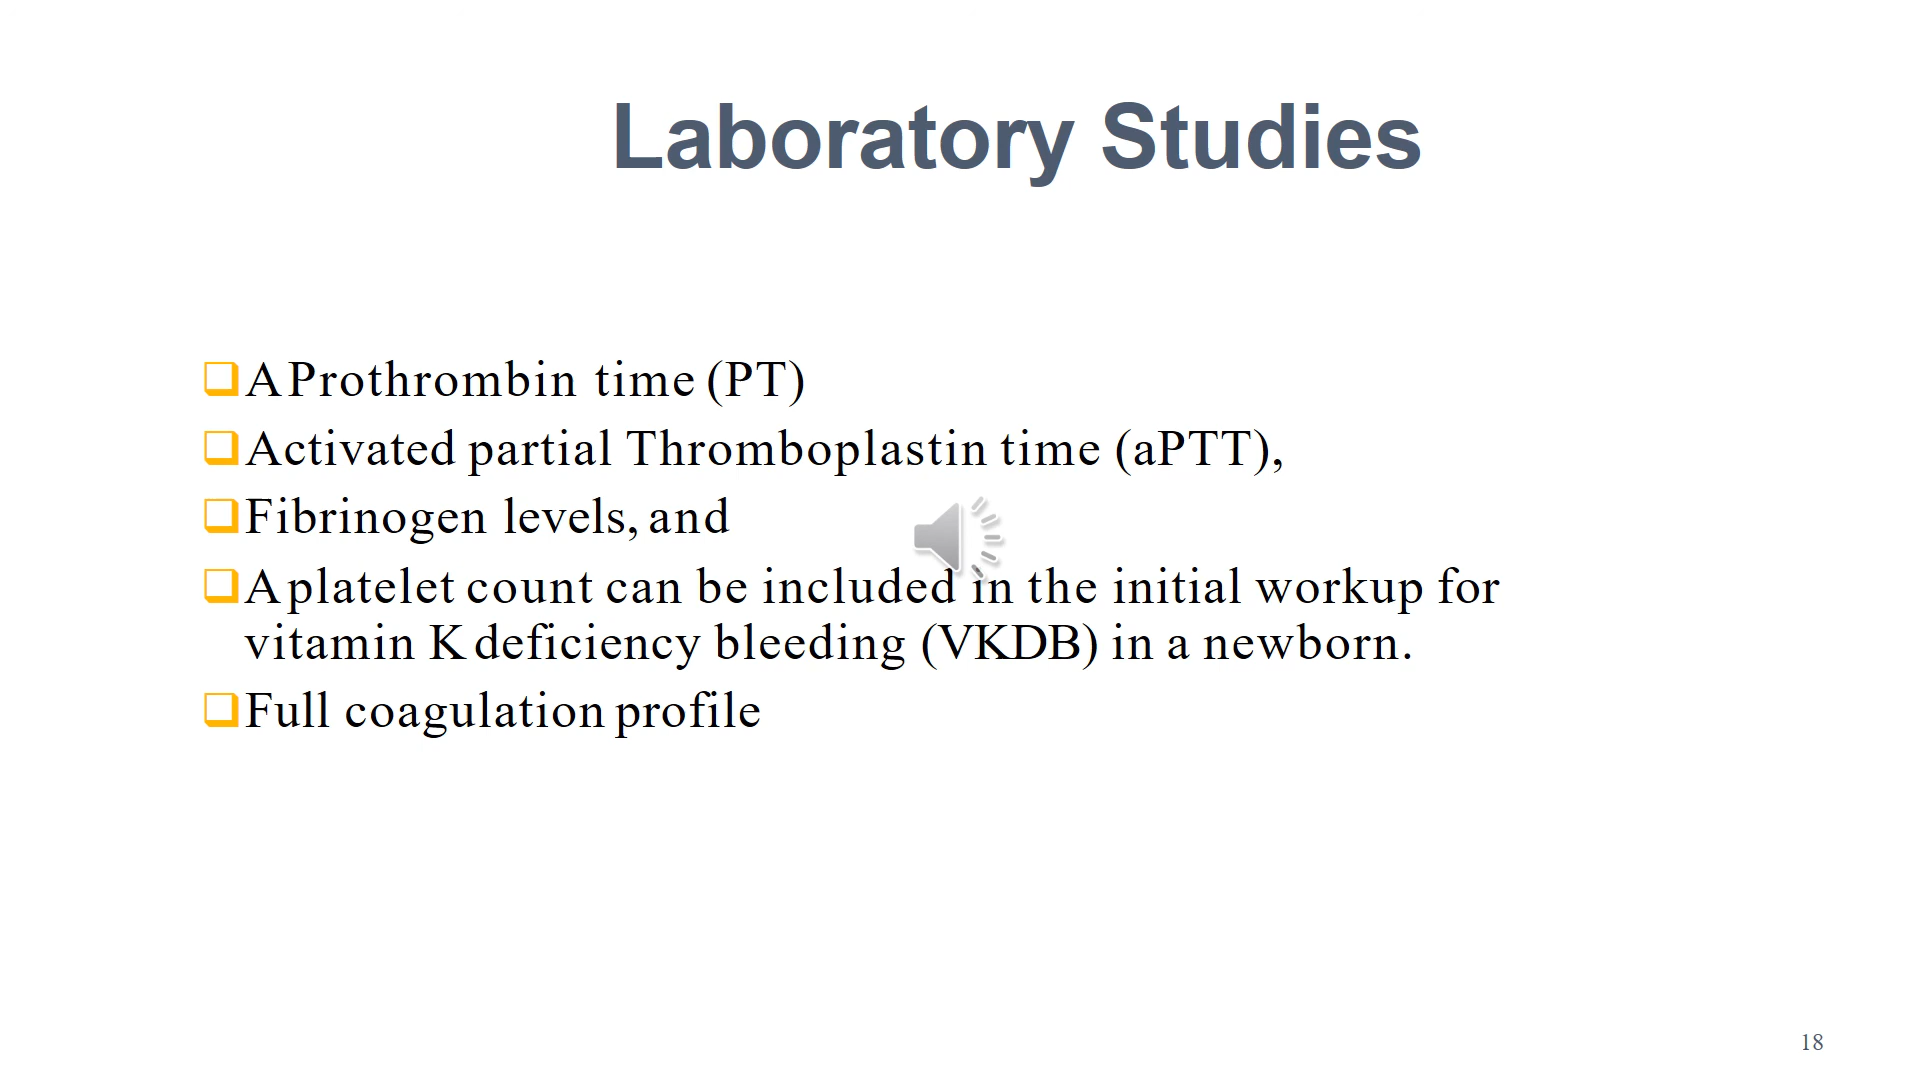 Laboratory Studies
A Prothrombin time (PT)
Activated partial Thromboplastin time (aPTT),
Fibrinogen levels, and
A platelet count can be included in the initial workup for
vitamin K deficiency bleeding (VKDB) in a newborn.
Full coagulation profile
18